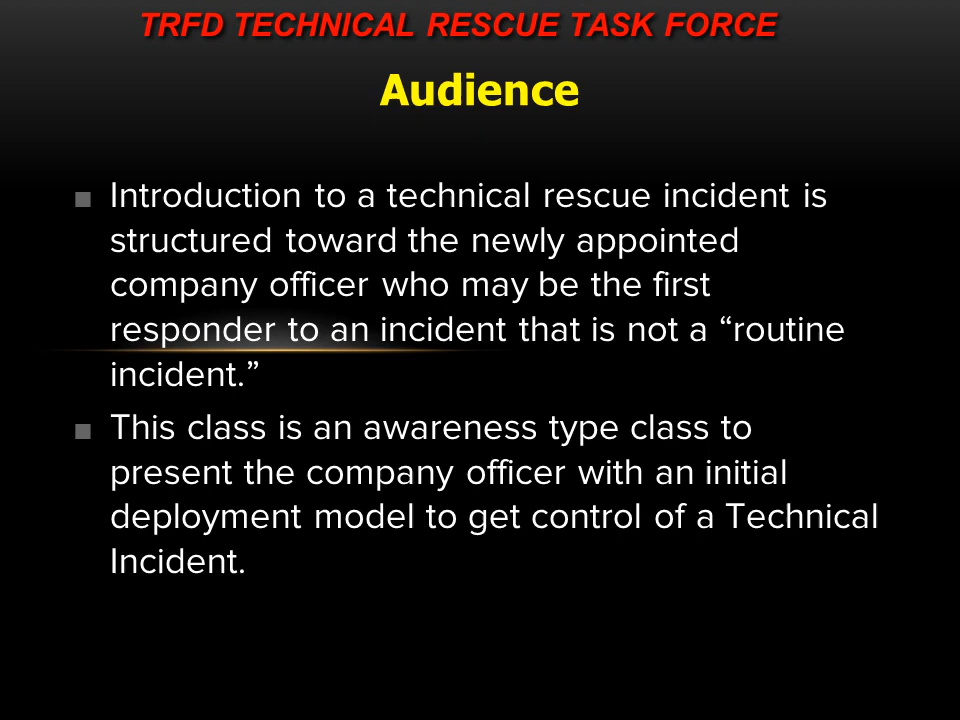 TRFD TECHNICAL RESCUE TASK FORCE
Audience
■ Introduction to a technical rescue incident is
structured toward the newly appointed
company officer who may be the first
responder to an incident that is not a “routine
incident.”
■ This class is an awareness type class to
present the company officer with an initial
deployment model to get control of a Technical
Incident.